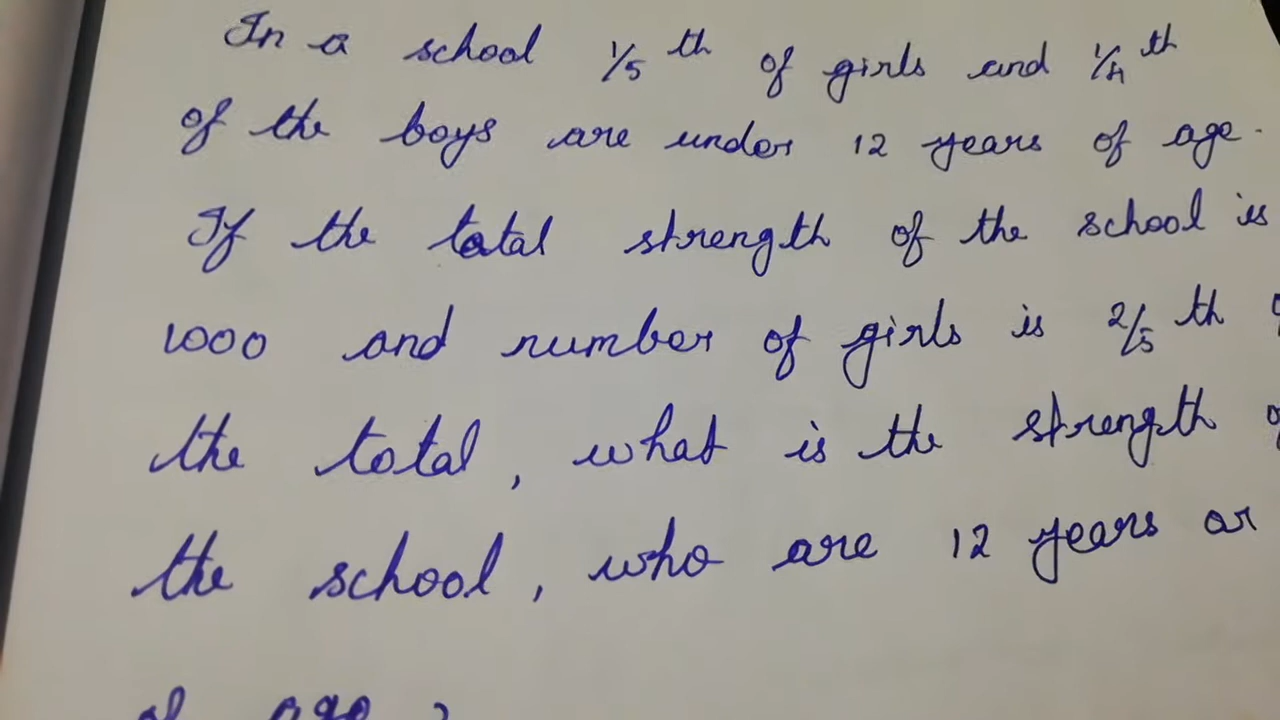 In a school 1/5 th of girls and 1/4 th
of the boys are under 12 years of age.
If the total strength of the school is
1000 and number of girls is 2/5 th
the total, what is the strength
the school, who are 12 years or
of age ?